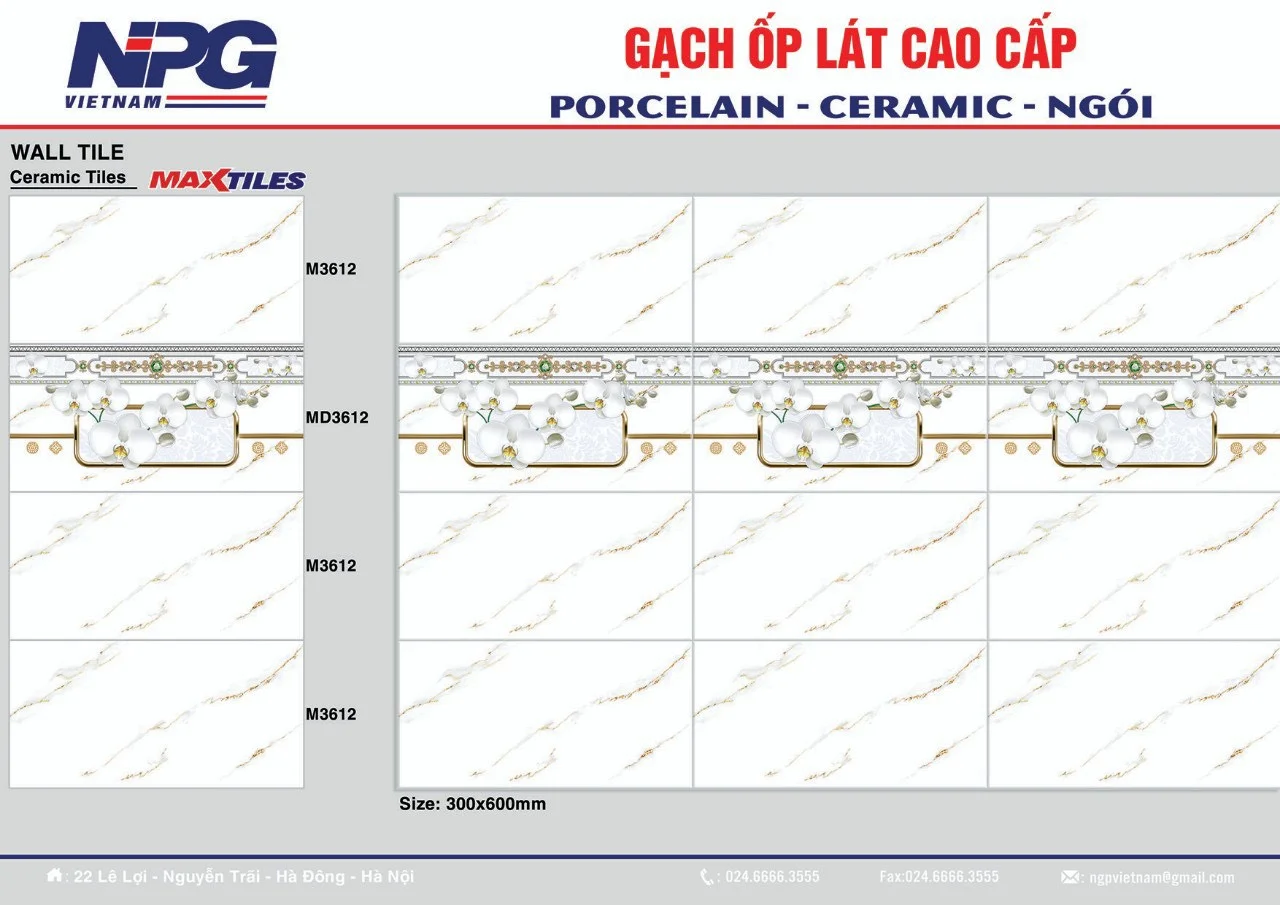 NPG
VIETNAM
GẠCH ỐP LÁT CAO CẤP
PORCELAIN - CERAMIC - NGÓI
WALL TILE
Ceramic Tiles
MAXTILES
M3612
MD3612
M3612
M3612
Size: 300x600mm
: 22 Lê Lợi - Nguyễn Trãi - Hà Đông - Hà Nội
: 024.6666.3555
Fax:024.6666.3555
: ngpvietnam@gmail.com